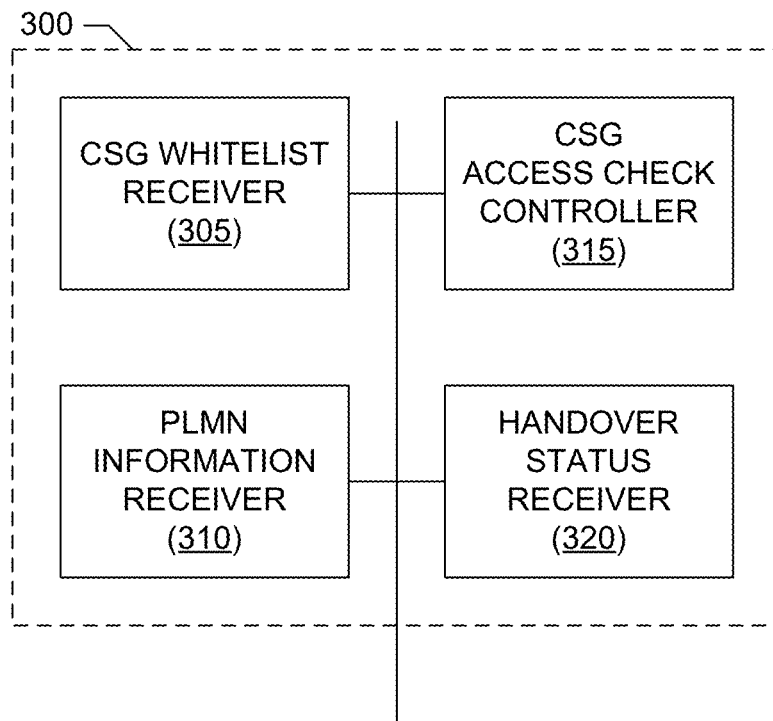 300
CSG WHITELIST
RECEIVER
(305)
CSG
ACCESS CHECK
CONTROLLER
(315)
PLMN
INFORMATION
RECEIVER
(310)
HANDOVER
STATUS
RECEIVER
(320)